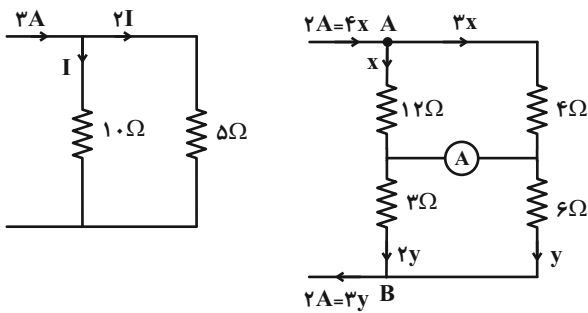 ۳A ۲I
I
۱۰Ω ۵Ω
۲A=۴x A ۳x
x
۱۲Ω ۴Ω
A
۳Ω ۶Ω
۲y y
۲A=۳y B